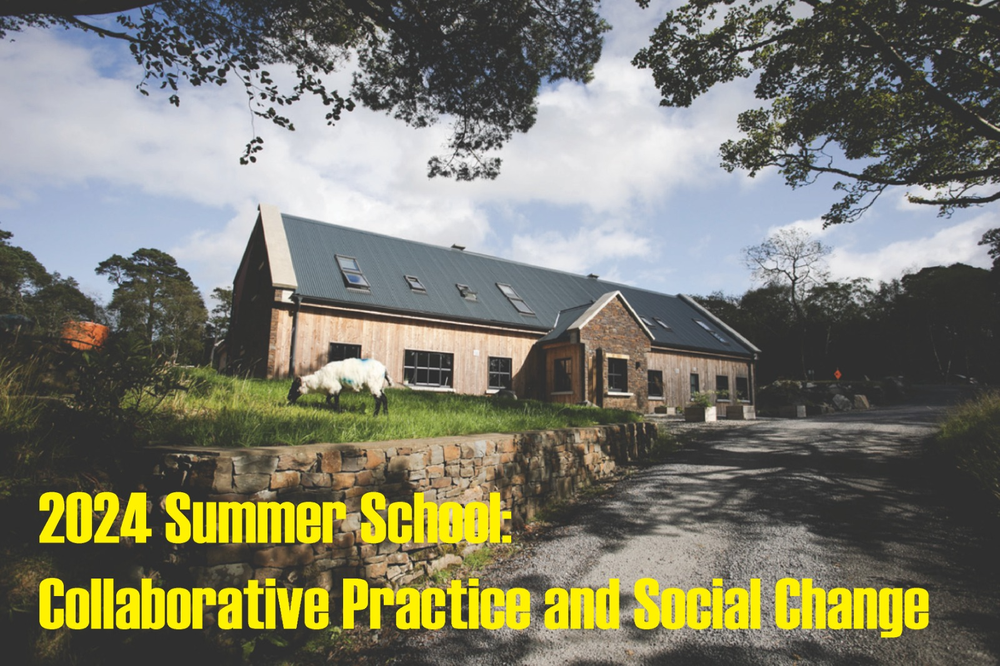 2024 Summer School:
Collaborative Practice and Social Change